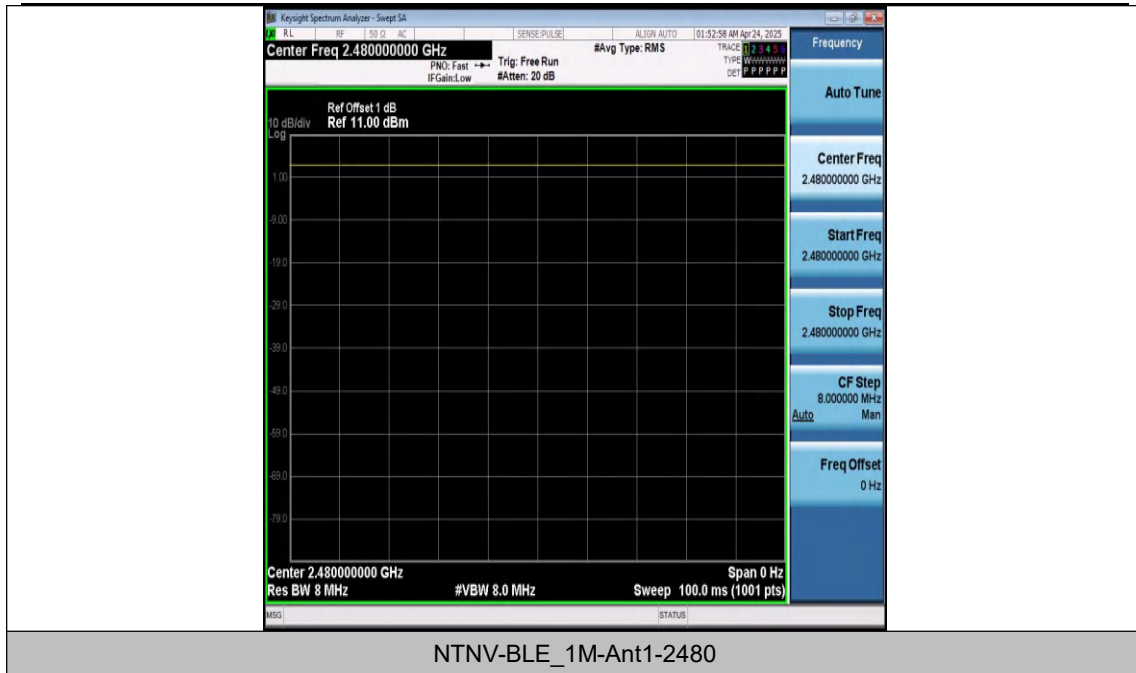 Keysight Spectrum Analyzer - Swept SA
RL RF 50 Ω AC SENSE:PULSE ALIGN AUTO 01:52:58 AM Apr 24, 2025
Center Freq 2.480000000 GHz
PNO: Fast
IFGain:Low
Trig: Free Run
#Atten: 20 dB
#Avg Type: RMS
TRACE 1 2 3 4 5 6
TYPE WWWWWW
DET P P P P P P
Frequency
Auto Tune
Center Freq
2.480000000 GHz
Start Freq
2.480000000 GHz
Stop Freq
2.480000000 GHz
CF Step
8.000000 MHz
Auto Man
Freq Offset
0 Hz
Ref Offset 1 dB
10 dB/div Ref 11.00 dBm
Log
1.00
-9.00
-19.0
-29.0
-39.0
-49.0
-59.0
-69.0
-79.0
Center 2.480000000 GHz Span 0 Hz
Res BW 8 MHz #VBW 8.0 MHz Sweep 100.0 ms (1001 pts)
MSG STATUS
NTNV-BLE_1M-Ant1-2480